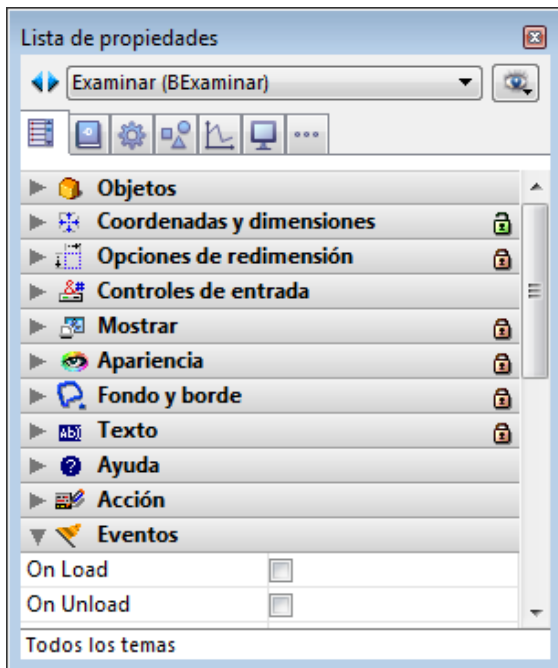 Lista de propiedades
Examinar (BExaminar)
Objetos
Coordenadas y dimensiones
Opciones de redimensión
Controles de entrada
Mostrar
Apariencia
Fondo y borde
Texto
Ayuda
Acción
Eventos
On Load
On Unload
Todos los temas